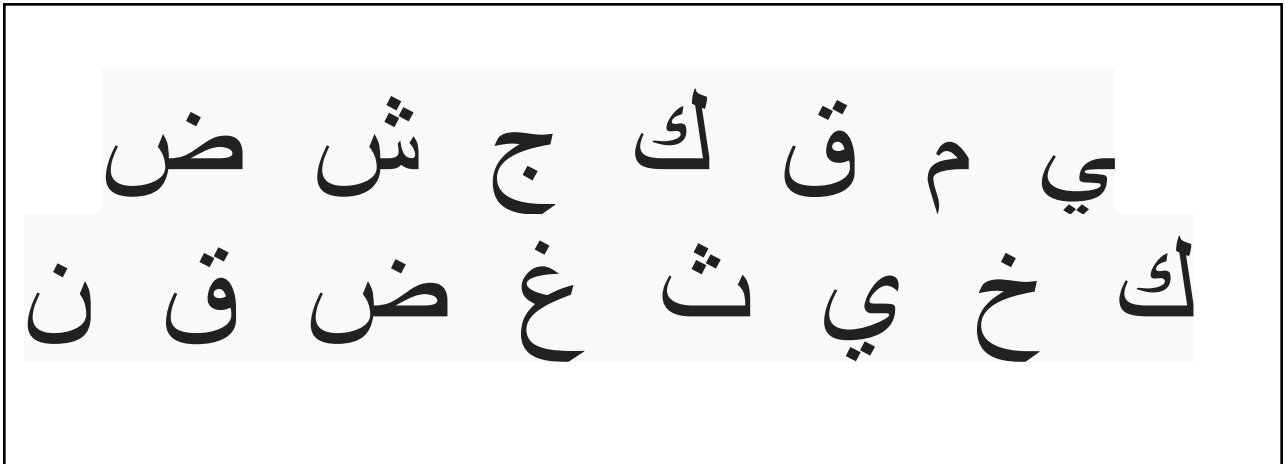 ي م ق ك ج ش ض
ك خ ي ث غ ض ق ن